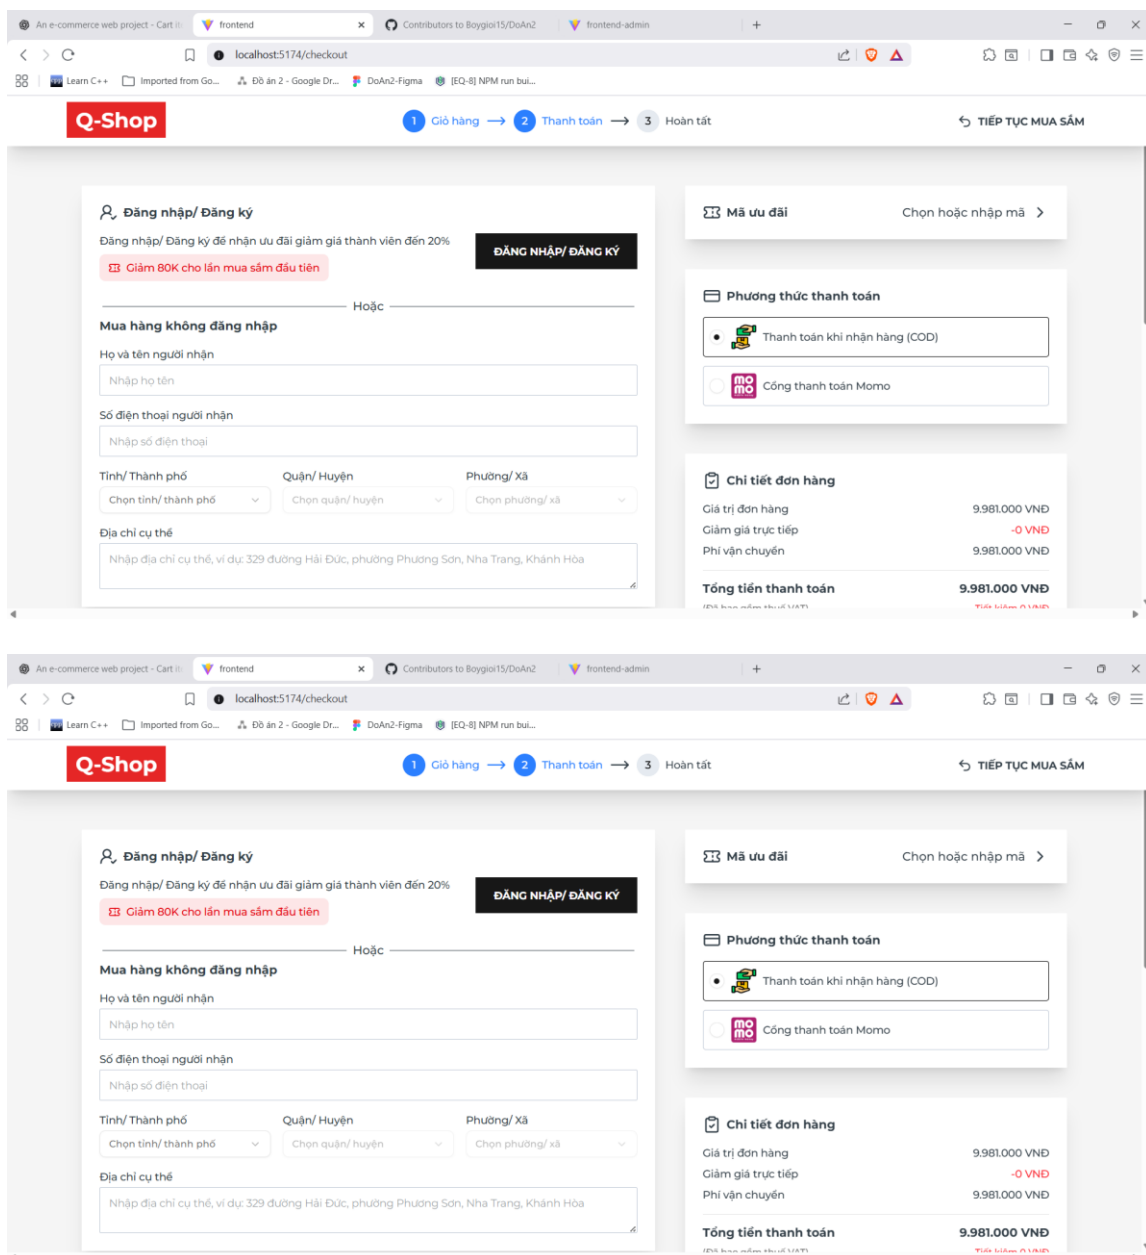 An e-commerce web project - Cart it
frontend
Contributors to Boygioi15/DoAn2
frontend-admin
localhost:5174/checkout
Learn C++
Imported from Go...
Đồ án 2 - Google Dr...
DoAn2-Figma
[EQ-8] NPM run bui...
Q-Shop
1 Giỏ hàng → 2 Thanh toán → 3 Hoàn tất
TIẾP TỤC MUA SẮM
Đăng nhập/ Đăng ký
Đăng nhập/ Đăng ký để nhận ưu đãi giảm giá thành viên đến 20%
Giảm 80K cho lần mua sắm đầu tiên
ĐĂNG NHẬP/ ĐĂNG KÝ
Hoặc
Mua hàng không đăng nhập
Họ và tên người nhận
Nhập họ tên
Số điện thoại người nhận
Nhập số điện thoại
Tỉnh/ Thành phố
Quận/ Huyện
Phường/ Xã
Chọn tỉnh/ thành phố
Chọn quận/ huyện
Chọn phường/ xã
Địa chỉ cụ thể
Nhập địa chỉ cụ thể, ví dụ: 329 đường Hải Đức, phường Phương Sơn, Nha Trang, Khánh Hòa
Mã ưu đãi
Chọn hoặc nhập mã
Phương thức thanh toán
Thanh toán khi nhận hàng (COD)
mo
mo
Cổng thanh toán Momo
Chi tiết đơn hàng
Giá trị đơn hàng 9.981.000 VNĐ
Giảm giá trực tiếp -0 VNĐ
Phí vận chuyển 9.981.000 VNĐ
Tổng tiền thanh toán 9.981.000 VNĐ
(Đã bao gồm thuế VAT) Tiết kiệm 0 VNĐ
An e-commerce web project - Cart it
frontend
Contributors to Boygioi15/DoAn2
frontend-admin
localhost:5174/checkout
Learn C++
Imported from Go...
Đồ án 2 - Google Dr...
DoAn2-Figma
[EQ-8] NPM run bui...
Q-Shop
1 Giỏ hàng → 2 Thanh toán → 3 Hoàn tất
TIẾP TỤC MUA SẮM
Đăng nhập/ Đăng ký
Đăng nhập/ Đăng ký để nhận ưu đãi giảm giá thành viên đến 20%
Giảm 80K cho lần mua sắm đầu tiên
ĐĂNG NHẬP/ ĐĂNG KÝ
Hoặc
Mua hàng không đăng nhập
Họ và tên người nhận
Nhập họ tên
Số điện thoại người nhận
Nhập số điện thoại
Tỉnh/ Thành phố
Quận/ Huyện
Phường/ Xã
Chọn tỉnh/ thành phố
Chọn quận/ huyện
Chọn phường/ xã
Địa chỉ cụ thể
Nhập địa chỉ cụ thể, ví dụ: 329 đường Hải Đức, phường Phương Sơn, Nha Trang, Khánh Hòa
Mã ưu đãi
Chọn hoặc nhập mã
Phương thức thanh toán
Thanh toán khi nhận hàng (COD)
mo
mo
Cổng thanh toán Momo
Chi tiết đơn hàng
Giá trị đơn hàng 9.981.000 VNĐ
Giảm giá trực tiếp -0 VNĐ
Phí vận chuyển 9.981.000 VNĐ
Tổng tiền thanh toán 9.981.000 VNĐ
(Đã bao gồm thuế VAT) Tiết kiệm 0 VNĐ